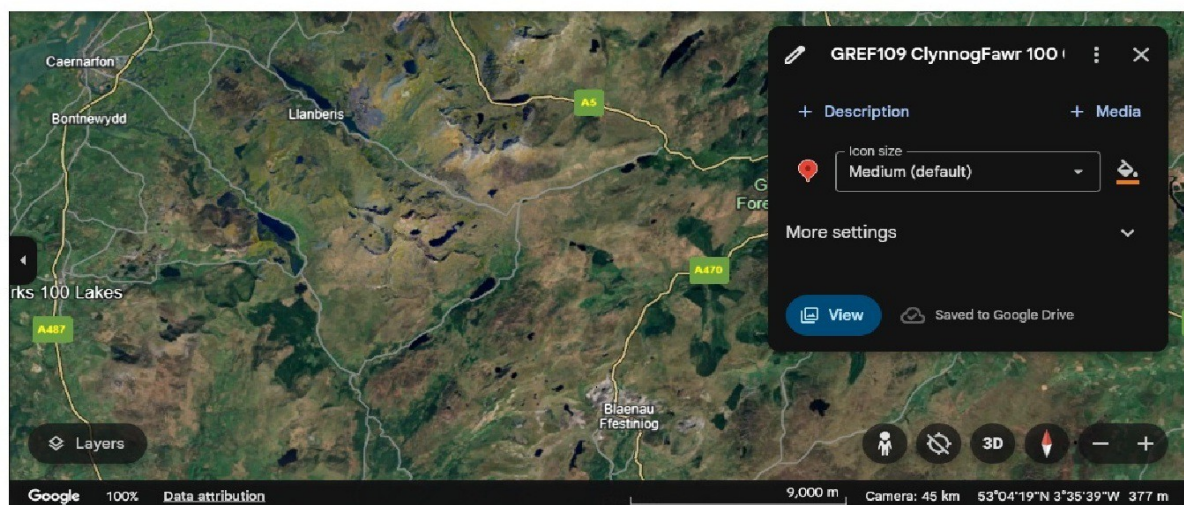 Caernarfon
Bontnewydd
Llanberis
A5
A470
rks 100 Lakes
A487
Blaenau
Ffestiniog
G
Fore
GREF109 ClynnogFawr 100
+ Description
+ Media
Icon size
Medium (default)
More settings
View
Saved to Google Drive
Layers
3D
Google 100% Data attribution 9,000 m Camera: 45 km 53°04'19"N 3°35'39"W 377 m